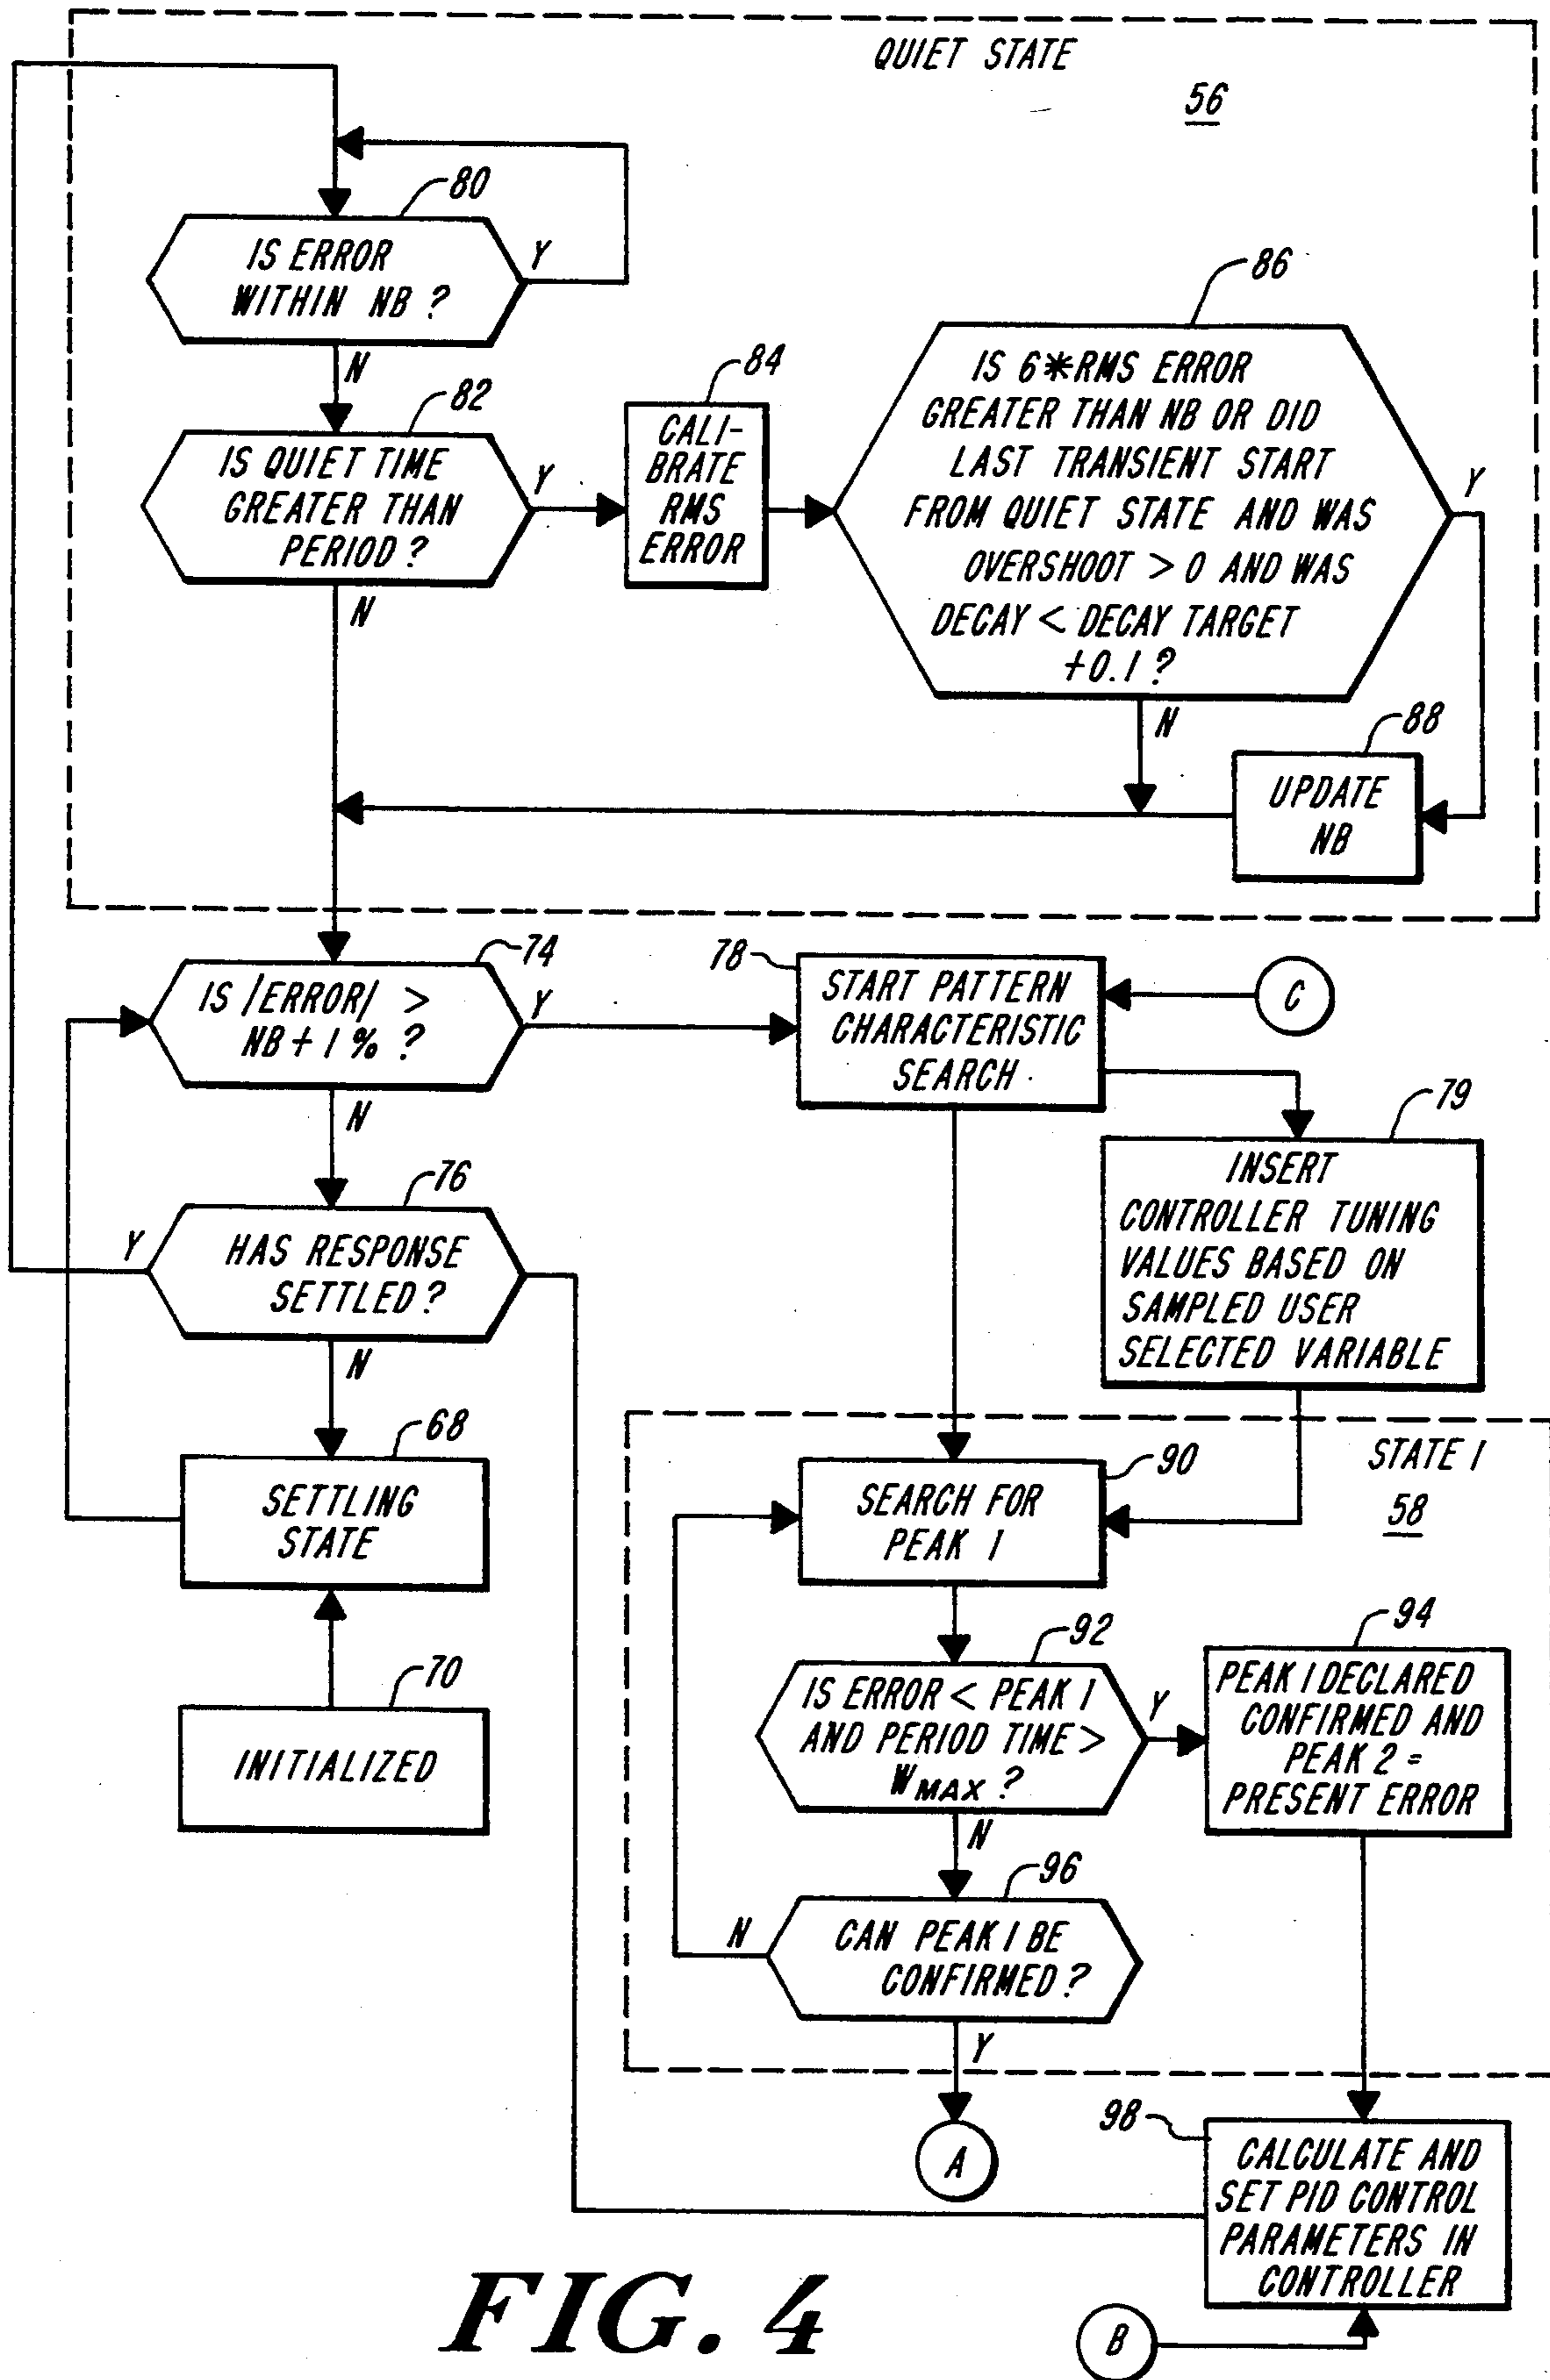 QUIET STATE
56
80
IS ERROR
WITHIN NB ?
Y
N
82
IS QUIET TIME
GREATER THAN
PERIOD ?
Y
N
84
CALI-
BRATE
RMS
ERROR
86
IS 6*RMS ERROR
GREATER THAN NB OR DID
LAST TRANSIENT START
FROM QUIET STATE AND WAS
OVERSHOOT > 0 AND WAS
DECAY < DECAY TARGET
+0.1 ?
Y
N
88
UPDATE
NB
74
IS |ERROR| >
NB + 1 % ?
Y
N
78
START PATTERN
CHARACTERISTIC
SEARCH
C
79
INSERT
CONTROLLER TUNING
VALUES BASED ON
SAMPLED USER
SELECTED VARIABLE
76
HAS RESPONSE
SETTLED ?
Y
N
68
SETTLING
STATE
70
INITIALIZED
STATE 1
58
90
SEARCH FOR
PEAK 1
92
IS ERROR < PEAK 1
AND PERIOD TIME >
WMAX ?
Y
N
94
PEAK 1 DECLARED
CONFIRMED AND
PEAK 2 =
PRESENT ERROR
96
CAN PEAK 1 BE
CONFIRMED ?
N
Y
A
98
CALCULATE AND
SET PID CONTROL
PARAMETERS IN
CONTROLLER
B
FIG. 4